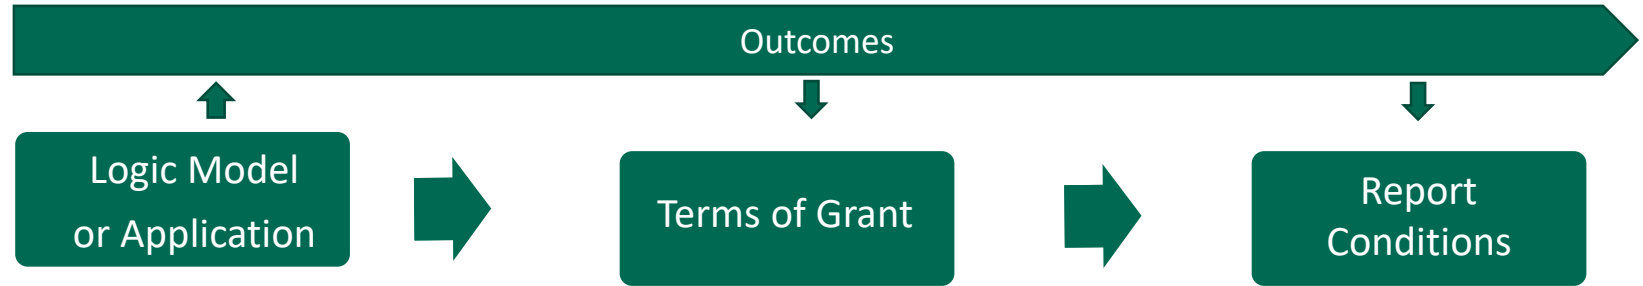 Outcomes
Logic Model
or Application
Terms of Grant
Report
Conditions